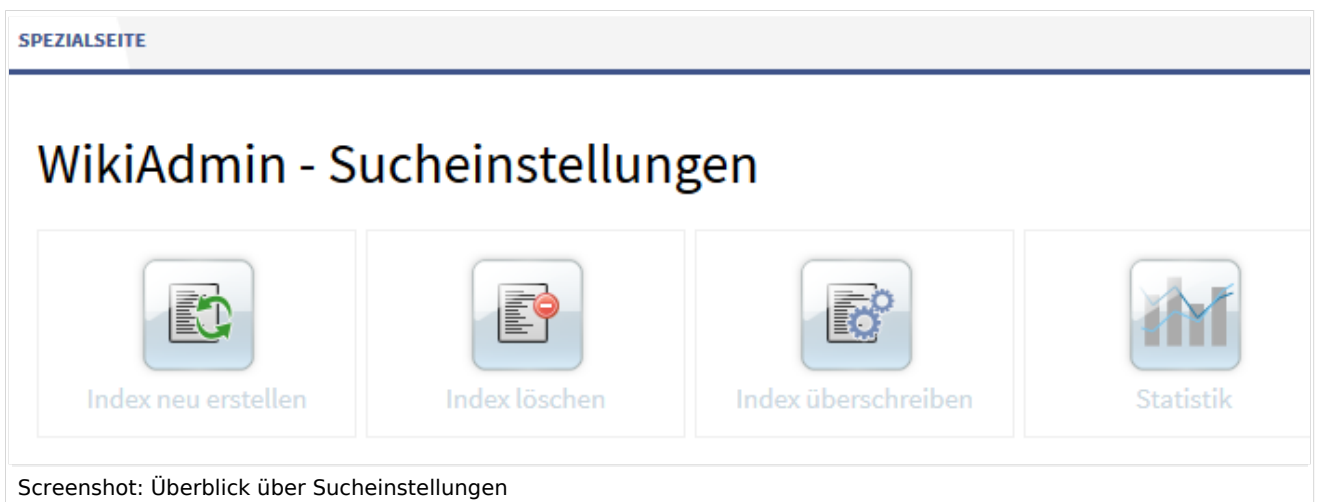 SPEZIALSEITE
WikiAdmin - Sucheinstellungen
Index neu erstellen
Index löschen
Index überschreiben
Statistik
Screenshot: Überblick über Sucheinstellungen